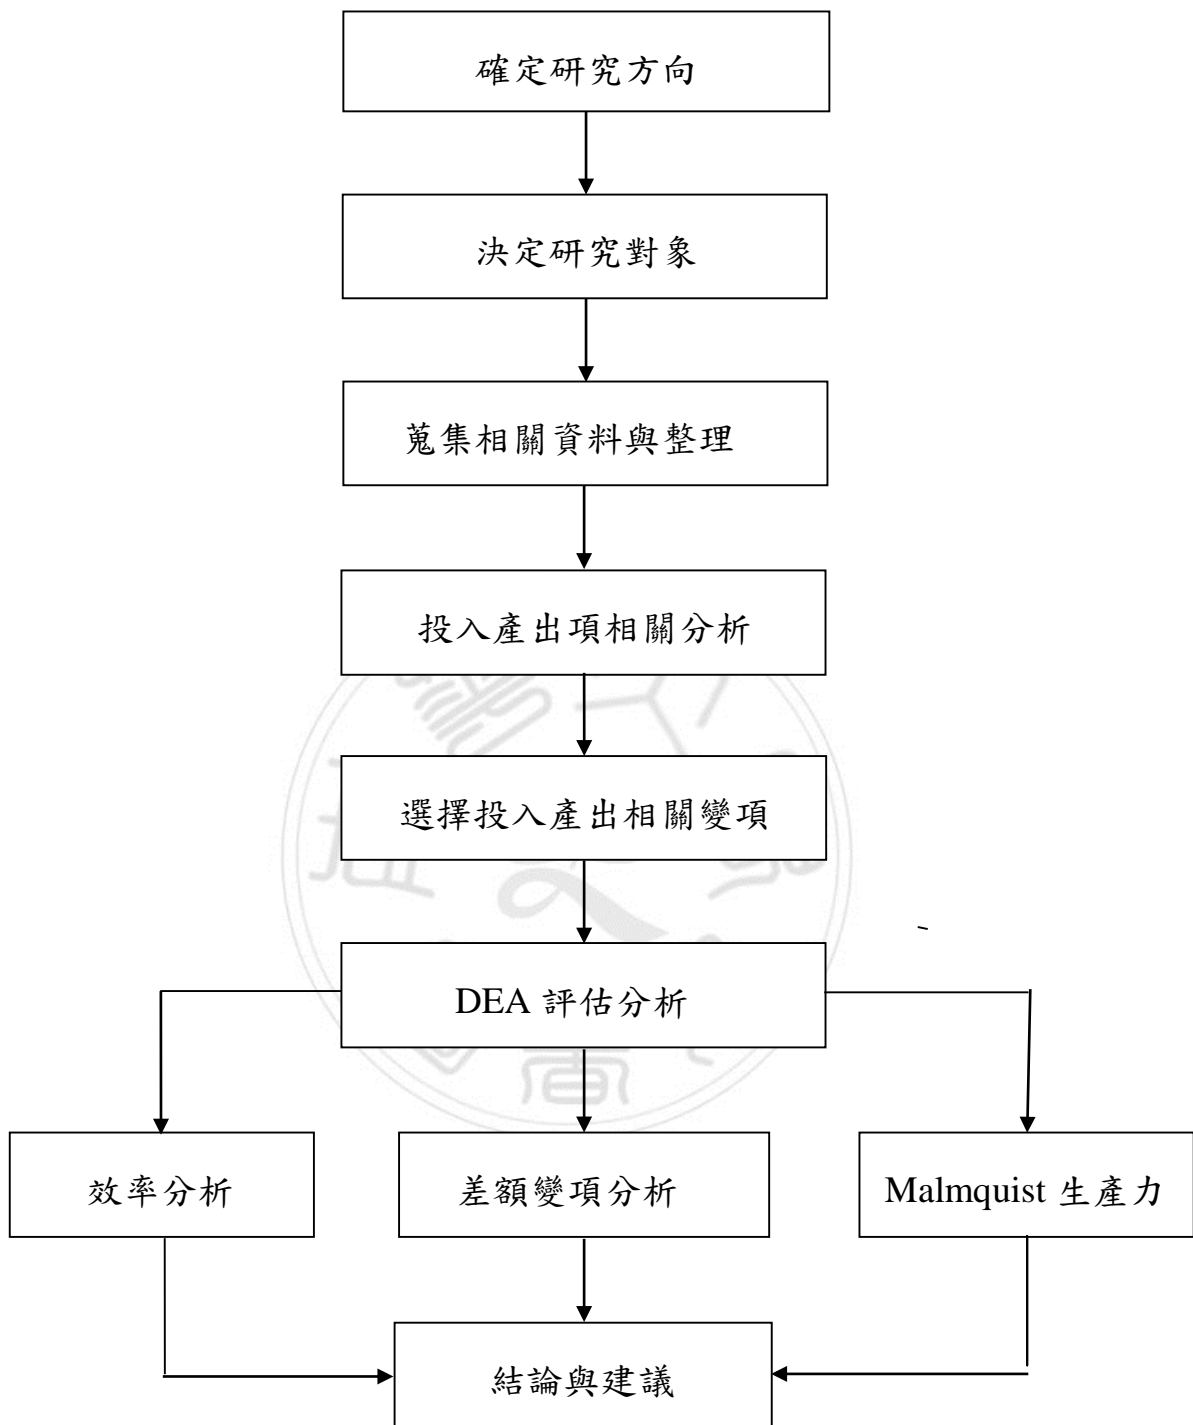 確定研究方向
決定研究對象
蒐集相關資料與整理
投入產出項相關分析
選擇投入產出相關變項
DEA 評估分析
效率分析
差額變項分析
Malmquist 生產力
結論與建議